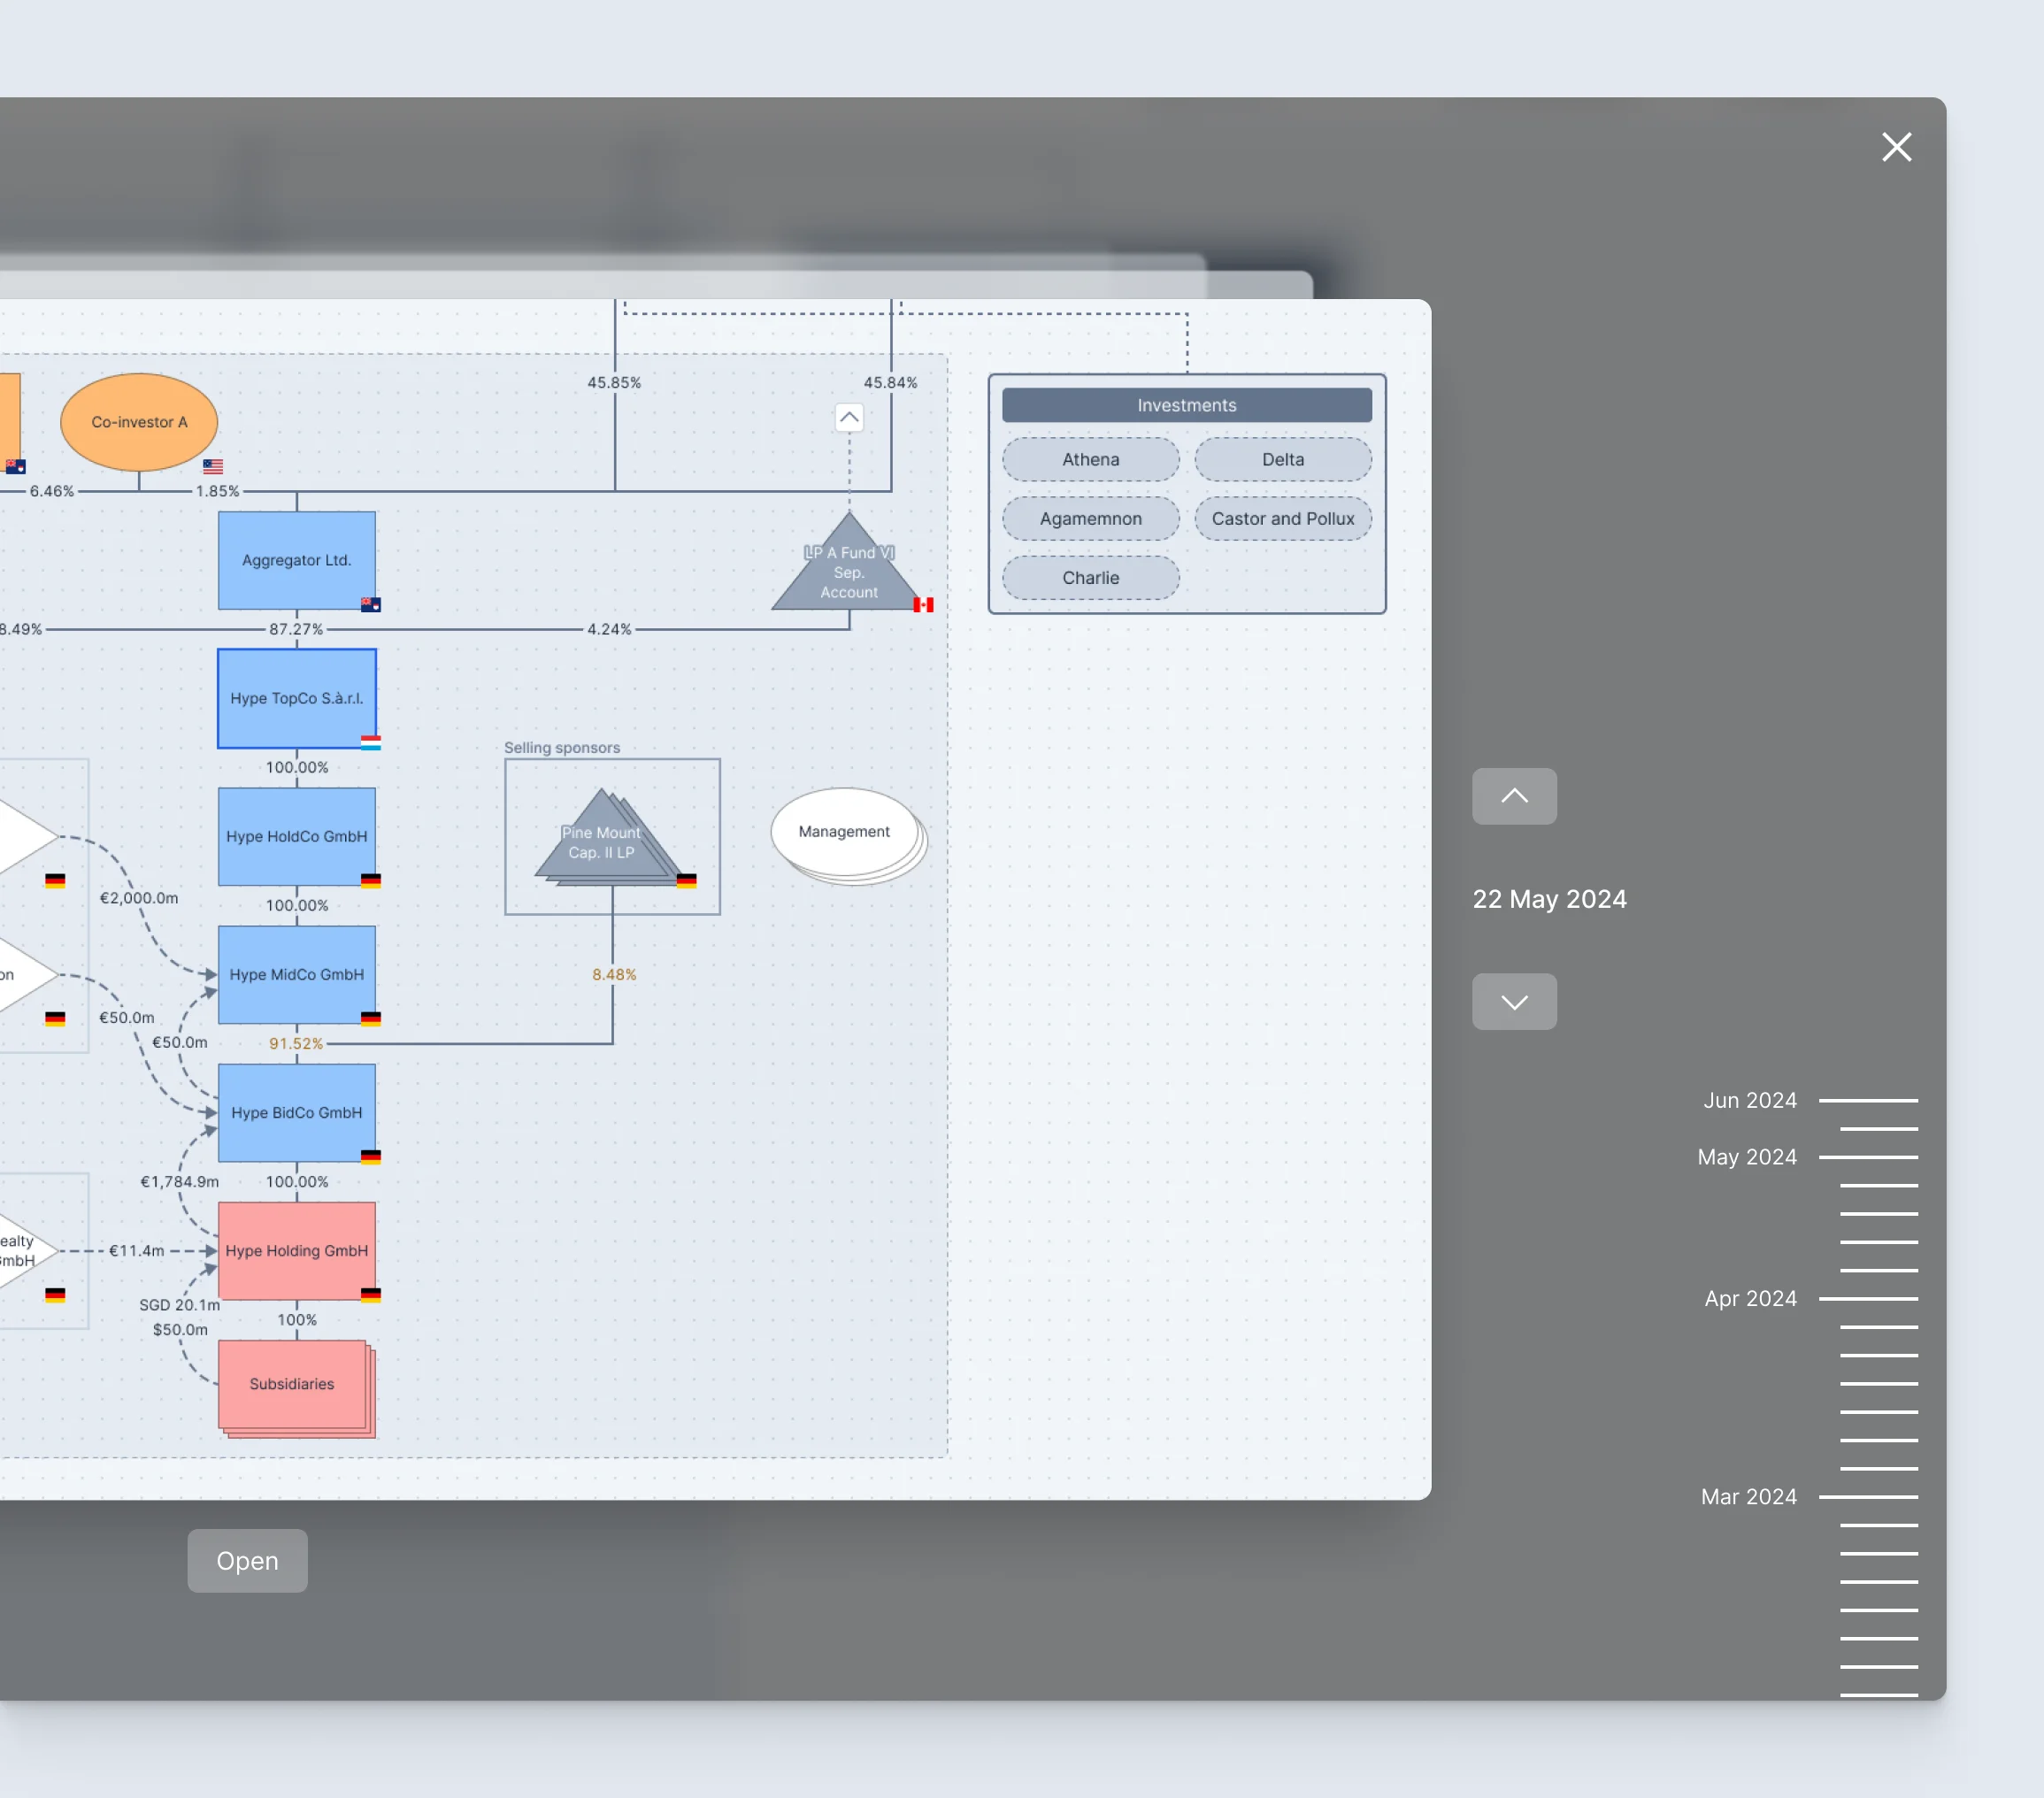 45.85%
45.84%
Investments
Co-investor A
Athena
Delta
6.46%
1.85%
Agamemnon
Castor and Pollux
Aggregator Ltd.
LP A Fund VI
Sep.
Account
Charlie
8.49%
87.27%
4.24%
Hype TopCo S.à.r.l.
Selling sponsors
100.00%
Hype HoldCo GmbH
Pine Mount
Cap. II LP
Management
€2,000.0m
100.00%
22 May 2024
Hype MidCo GmbH
8.48%
€50.0m
€50.0m
91.52%
Hype BidCo GmbH
Jun 2024
May 2024
€1,784.9m
100.00%
€11.4m
Hype Holding GmbH
Apr 2024
SGD 20.1m
$50.0m
100%
Subsidiaries
Mar 2024
Open